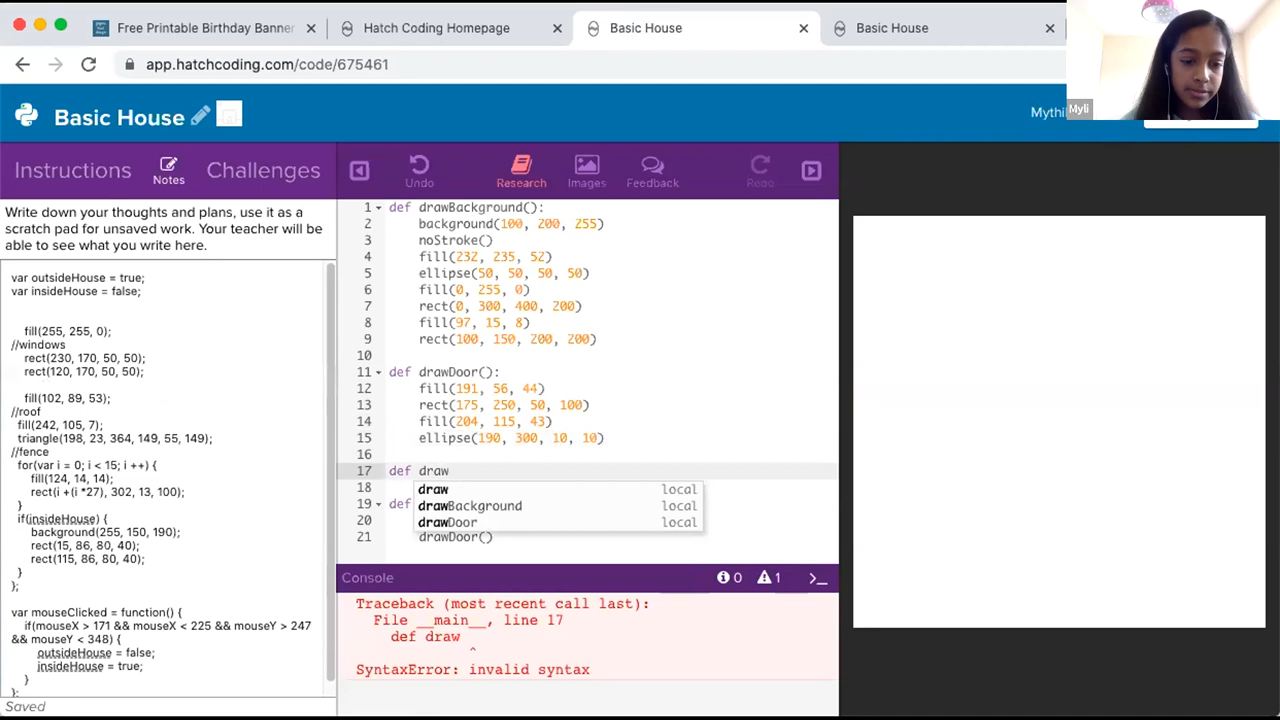 Free Printable Birthday Banner
Hatch Coding Homepage
Basic House
Basic House
app.hatchcoding.com/code/675461
Myli
Basic House
Instructions
Notes
Challenges
Undo
Research
Images
Feedback
Write down your thoughts and plans, use it as a
scratch pad for unsaved work. Your teacher will be
able to see what you write here.
var outsideHouse = true;
var insideHouse = false;
fill(255, 255, 0);
//windows
rect(230, 170, 50, 50);
rect(120, 170, 50, 50);
fill(102, 89, 53);
//roof
fill(242, 105, 7);
triangle(198, 23, 364, 149, 55, 149);
//fence
for(var i = 0; i < 15; i ++) {
fill(124, 14, 14);
rect(i +(i *27), 302, 13, 100);
}
if(insideHouse) {
background(255, 150, 190);
rect(15, 86, 80, 40);
rect(115, 86, 80, 40);
}
};
var mouseClicked = function() {
if(mouseX > 171 && mouseX < 225 && mouseY > 247
&& mouseY < 348) {
outsideHouse = false;
insideHouse = true;
}
};
Saved
1 def drawBackground():
2 background(100, 200, 255)
3 noStroke()
4 fill(232, 235, 52)
5 ellipse(50, 50, 50, 50)
6 fill(0, 255, 0)
7 rect(0, 300, 400, 200)
8 fill(97, 15, 8)
9 rect(100, 150, 200, 200)
10
11 def drawDoor():
12 fill(191, 56, 44)
13 rect(175, 250, 50, 100)
14 fill(204, 115, 43)
15 ellipse(190, 300, 10, 10)
16
17 def draw
18
19 def
20
21 drawDoor()
draw local
drawBackground local
drawDoor local
Console
0
1
Traceback (most recent call last):
File __main__, line 17
def draw
^
SyntaxError: invalid syntax